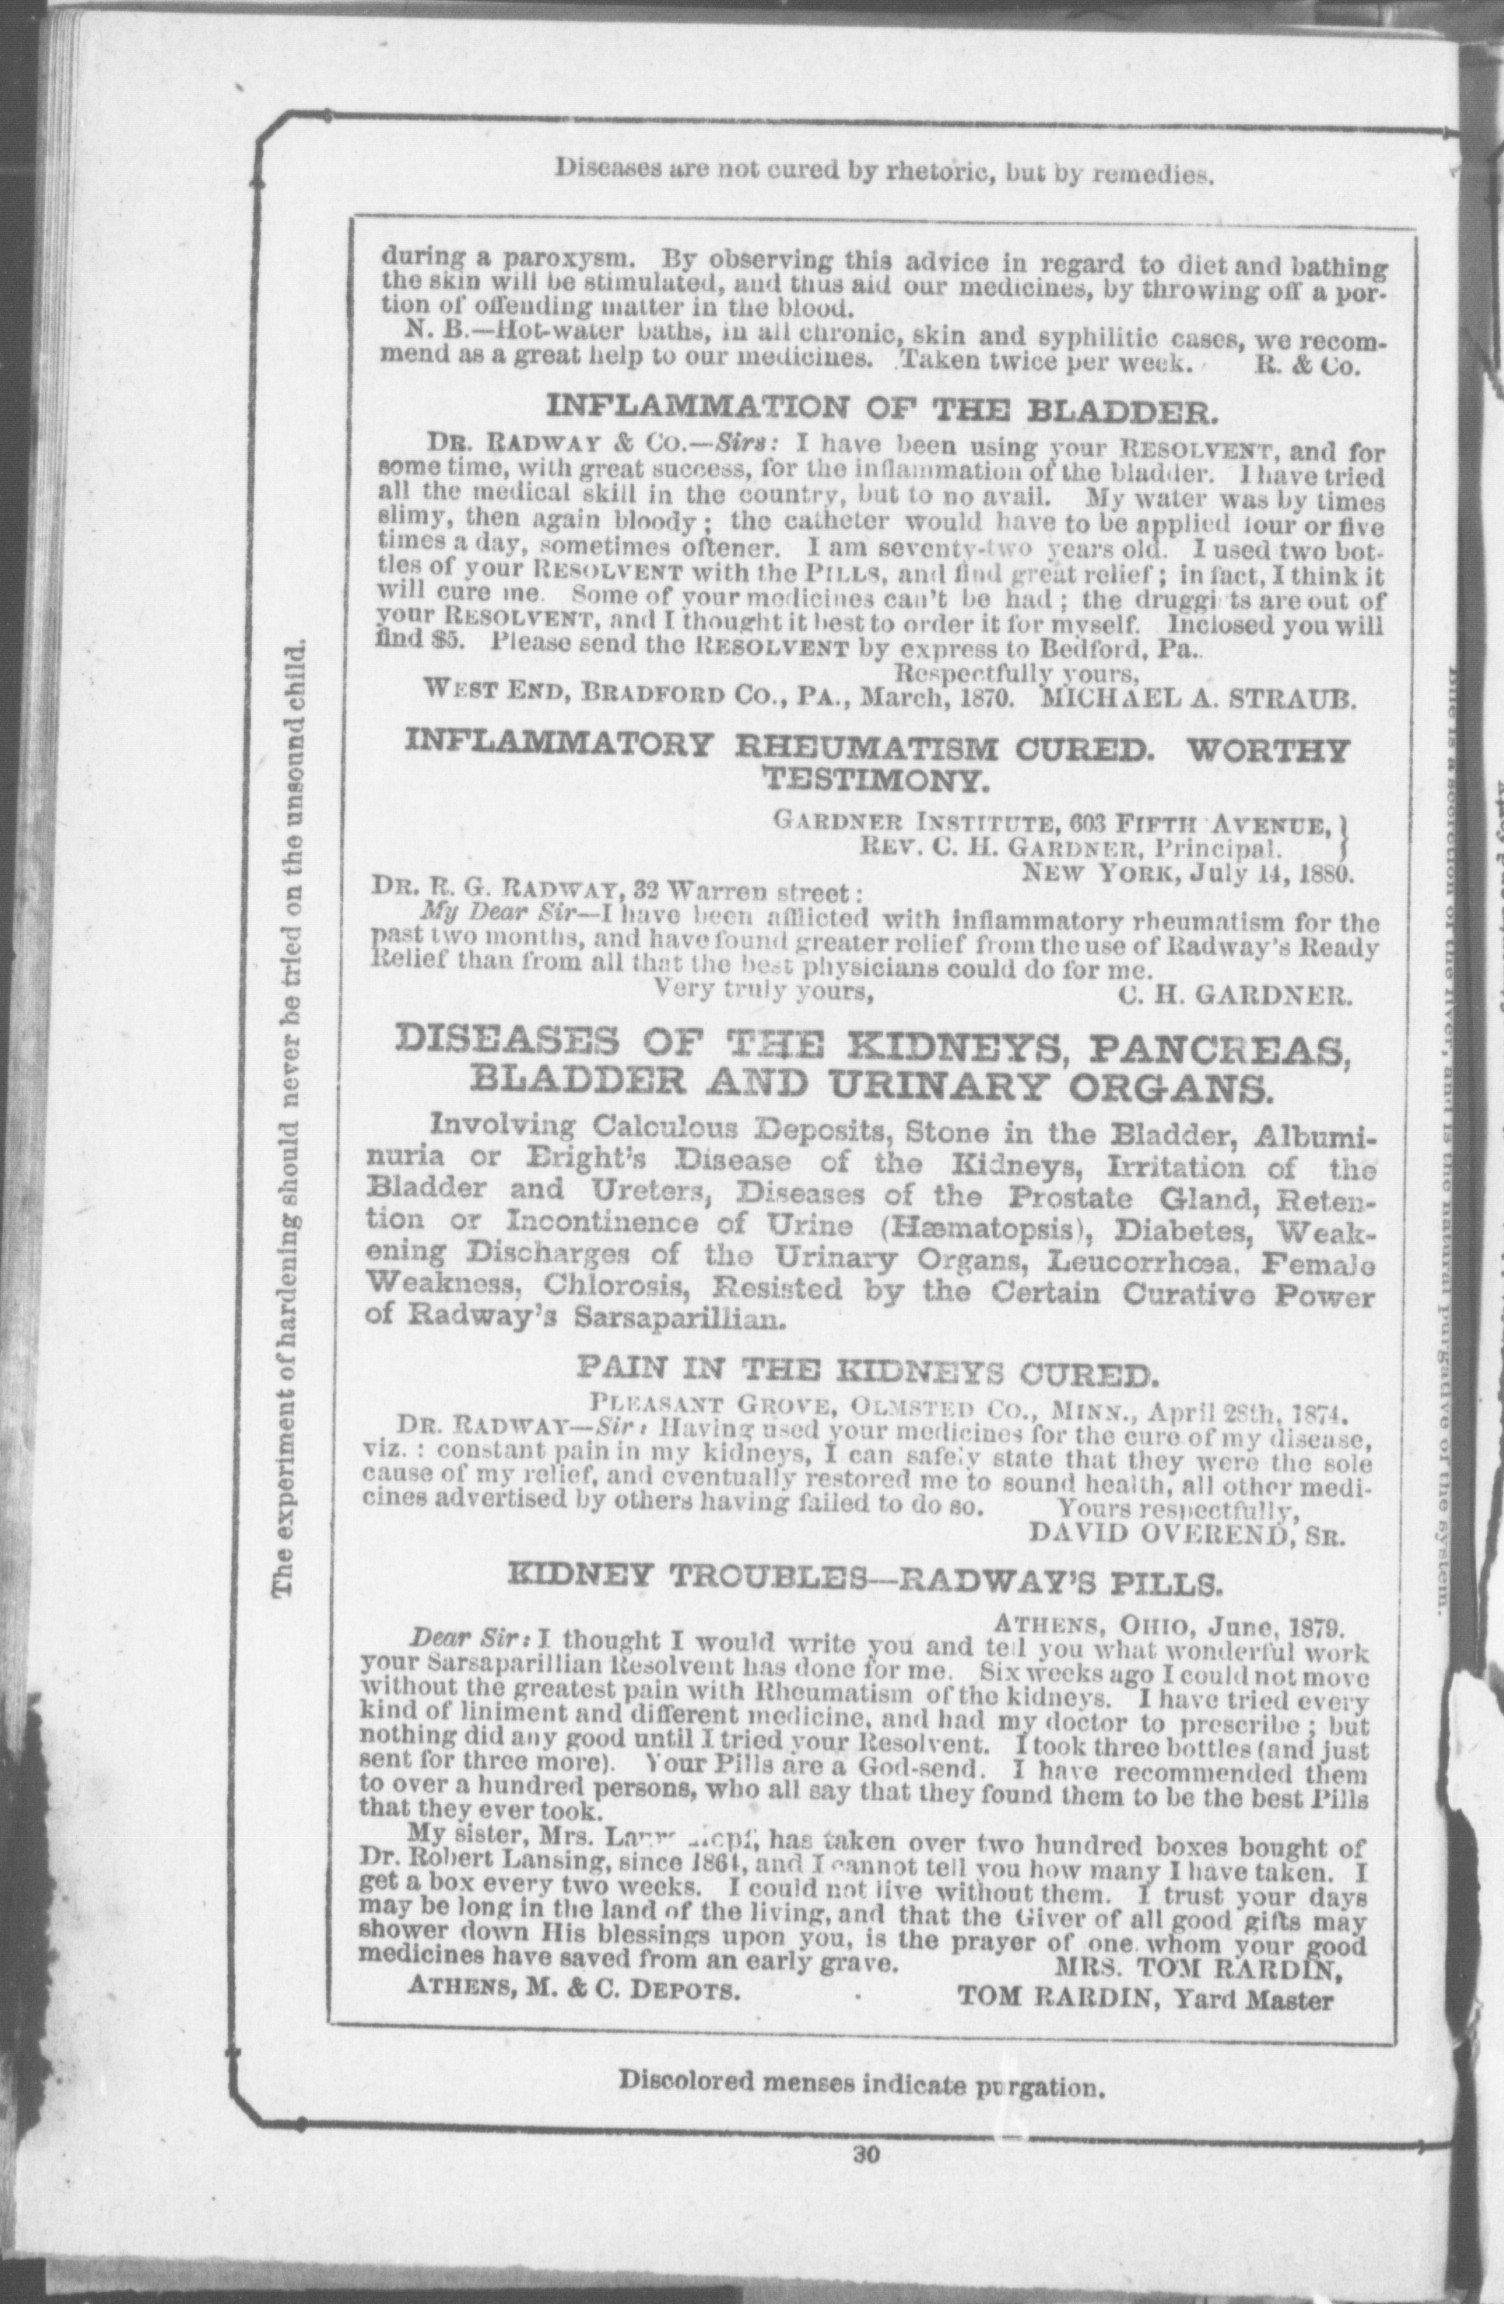 Diseases are not cured by rhetoric, but by remedies.
during a paroxysm. By observing this advice in regard to diet and bathing
the skin will be stimulated, and thus aid our medicines, by throwing off a por-
tion of offending matter in the blood.
N. B.—Hot-water baths, in all chronic, skin and syphilitic cases, we recom-
mend as a great help to our medicines. Taken twice per week. R. & Co.
INFLAMMATION OF THE BLADDER.
DR. RADWAY & CO.—Sirs: I have been using your RESOLVENT, and for
some time, with great success, for the inflammation of the bladder. I have tried
all the medical skill in the country, but to no avail. My water was by times
slimy, then again bloody; the catheter would have to be applied four or five
times a day, sometimes oftener. I am seventy-two years old. I used two bot-
tles of your RESOLVENT with the PILLS, and find great relief; in fact, I think it
will cure me. Some of your medicines can't be had; the druggi ts are out of
your RESOLVENT, and I thought it best to order it for myself. Inclosed you will
find $5. Please send the RESOLVENT by express to Bedford, Pa..
Respectfully yours,
WEST END, BRADFORD CO., PA., March, 1870. MICHAEL A. STRAUB.
INFLAMMATORY RHEUMATISM CURED. WORTHY
TESTIMONY.
GARDNER INSTITUTE, 603 FIFTH AVENUE, }
REV. C. H. GARDNER, Principal.
NEW YORK, July 14, 1880.
DR. R. G. RADWAY, 32 Warren street:
My Dear Sir—I have been afflicted with inflammatory rheumatism for the
past two months, and have found greater relief from the use of Radway's Ready
Relief than from all that the best physicians could do for me.
Very truly yours, C. H. GARDNER.
DISEASES OF THE KIDNEYS, PANCREAS,
BLADDER AND URINARY ORGANS.
Involving Calculous Deposits, Stone in the Bladder, Albumi-
nuria or Bright's Disease of the Kidneys, Irritation of the
Bladder and Ureters, Diseases of the Prostate Gland, Reten-
tion or Incontinence of Urine (Hæmatopsis), Diabetes, Weak-
ening Discharges of the Urinary Organs, Leucorrhœa, Female
Weakness, Chlorosis, Resisted by the Certain Curative Power
of Radway's Sarsaparillian.
PAIN IN THE KIDNEYS CURED.
PLEASANT GROVE, OLMSTED CO., MINN., April 28th, 1874.
DR. RADWAY—Sir: Having used your medicines for the cure of my disease,
viz.: constant pain in my kidneys, I can safely state that they were the sole
cause of my relief, and eventually restored me to sound health, all other medi-
cines advertised by others having failed to do so. Yours respectfully,
DAVID OVEREND, SR.
KIDNEY TROUBLES—RADWAY'S PILLS.
ATHENS, OHIO, June, 1879.
Dear Sir: I thought I would write you and tell you what wonderful work
your Sarsaparillian Resolvent has done for me. Six weeks ago I could not move
without the greatest pain with Rheumatism of the kidneys. I have tried every
kind of liniment and different medicine, and had my doctor to prescribe; but
nothing did any good until I tried your Resolvent. I took three bottles (and just
sent for three more). Your Pills are a God-send. I have recommended them
to over a hundred persons, who all say that they found them to be the best Pills
that they ever took.
My sister, Mrs. has taken over two hundred boxes bought of
Dr. Robert Lansing, since 1864, and I cannot tell you how many I have taken. I
get a box every two weeks. I could not live without them. I trust your days
may be long in the land of the living, and that the Giver of all good gifts may
shower down His blessings upon you, is the prayer of one whom your good
medicines have saved from an early grave. MRS. TOM RARDIN,
ATHENS, M. & C. DEPOTS. TOM RARDIN, Yard Master
Discolored menses indicate purgation.
30
The experiment of hardening should never be tried on the unsound child.
Bile is a secretion of the liver, and is the natural purgative of the system.